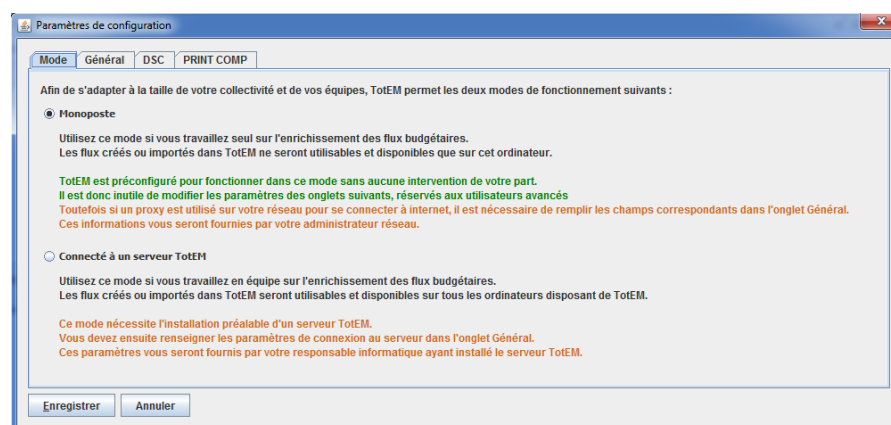 Paramètres de configuration
Mode Général DSC PRINT COMP
Afin de s'adapter à la taille de votre collectivité et de vos équipes, TotEM permet les deux modes de fonctionnement suivants :
Monoposte
Utilisez ce mode si vous travaillez seul sur l'enrichissement des flux budgétaires.
Les flux créés ou importés dans TotEM ne seront utilisables et disponibles que sur cet ordinateur.
TotEM est préconfiguré pour fonctionner dans ce mode sans aucune intervention de votre part.
Il est donc inutile de modifier les paramètres des onglets suivants, réservés aux utilisateurs avancés
Toutefois si un proxy est utilisé sur votre réseau pour se connecter à internet, il est nécessaire de remplir les champs correspondants dans l'onglet Général.
Ces informations vous seront fournies par votre administrateur réseau.
Connecté à un serveur TotEM
Utilisez ce mode si vous travaillez en équipe sur l'enrichissement des flux budgétaires.
Les flux créés ou importés dans TotEM seront utilisables et disponibles sur tous les ordinateurs disposant de TotEM.
Ce mode nécessite l'installation préalable d'un serveur TotEM.
Vous devez ensuite renseigner les paramètres de connexion au serveur dans l'onglet Général.
Ces paramètres vous seront fournis par votre responsable informatique ayant installé le serveur TotEM.
Enregistrer Annuler